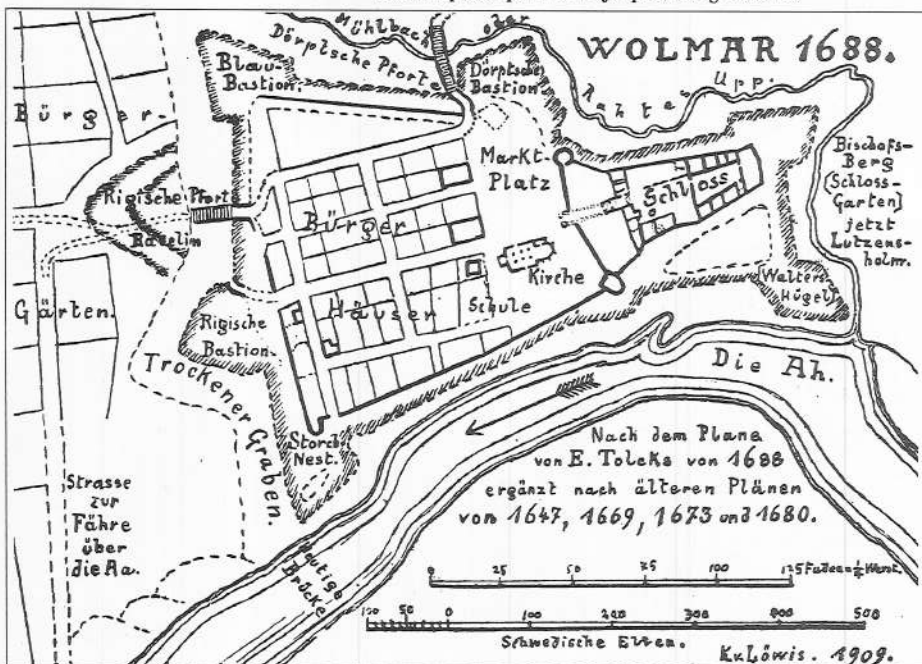 WOLMAR 1688.
Mühlbach oder
Rahtes Upp.
Dörptsche Pforte
Blau-
Bastion.
Dörptsche
Bastion.
Bürger-
Gärten.
Rigische Pforte
Ravelin
Markt-
Platz
Schloss
Bischofs-
Berg
(Schloss-
Garten)
jetzt
Lutzens-
holm.
Bürger
Häuser
Kirche
Schule
(Walters
Hügel)
Rigische
Bastion.
Trockener Graben.
Storch
Nest.
Die Ah.
Strasse
zur
Fähre
über
die Aa.
Heutige
Brücke
Nach dem Plane
von E. Tolcks von 1688
ergänzt nach älteren Plänen
von 1647, 1669, 1673 und 1680.
0 25 50 75 100 125 Faden=¼ Werst.
100 50 0 100 200 300 400 500
Schwedische Ellen.
K.v.Löwis. 1909.